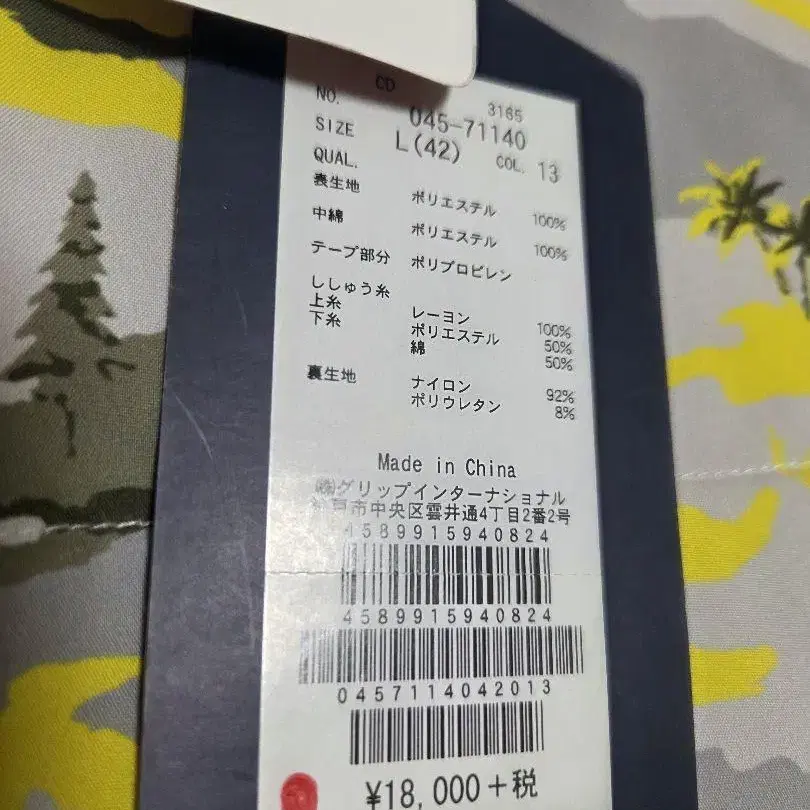 CD
3165
NO. 045-71140
SIZE L(42) COL. 13
QUAL.
表生地 ポリエステル 100%
中綿 ポリエステル 100%
テープ部分 ポリプロピレン
ししゅう糸
上糸 レーヨン 100%
下糸 ポリエステル 50%
綿 50%
裏生地 ナイロン 92%
ポリウレタン 8%
Made in China
㈱グリップインターナショナル
戸市中央区雲井通4丁目2番2号
4589915940824
4589915940824
0457114042013
¥18,000+税